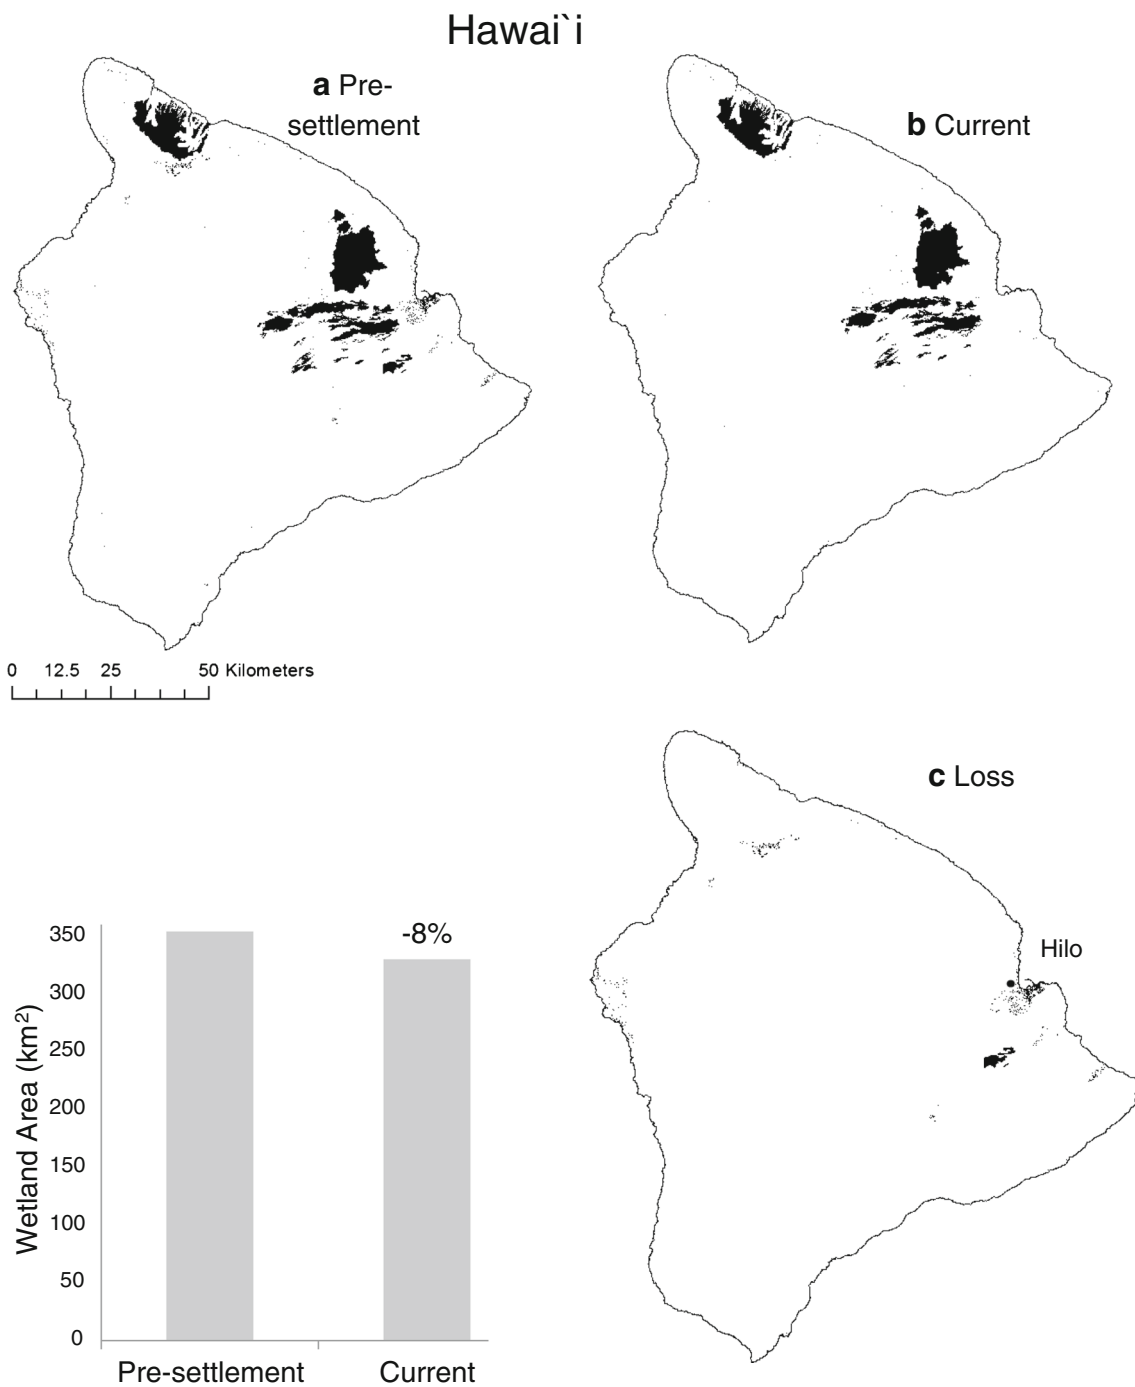 Hawai`i
a Pre-
settlement
b Current
0 12.5 25 50 Kilometers
c Loss
Hilo
-8%
350
300
250
200
150
100
50
0
Wetland Area (km²)
Pre-settlement Current